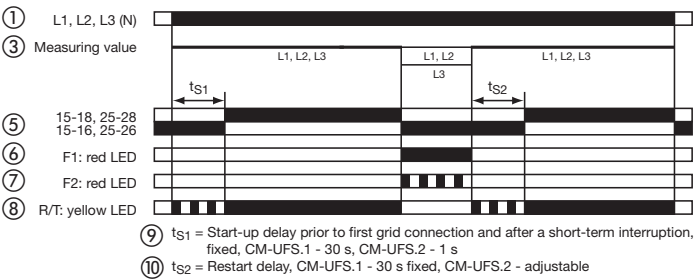 ① L1, L2, L3 (N)
③ Measuring value
L1, L2, L3
L1, L2
L3
L1, L2, L3
tS1
tS2
⑤ 15-18, 25-28
15-16, 25-26
⑥ F1: red LED
⑦ F2: red LED
⑧ R/T: yellow LED
⑨ tS1 = Start-up delay prior to first grid connection and after a short-term interruption,
fixed, CM-UFS.1 - 30 s, CM-UFS.2 - 1 s
⑩ tS2 = Restart delay, CM-UFS.1 - 30 s fixed, CM-UFS.2 - adjustable